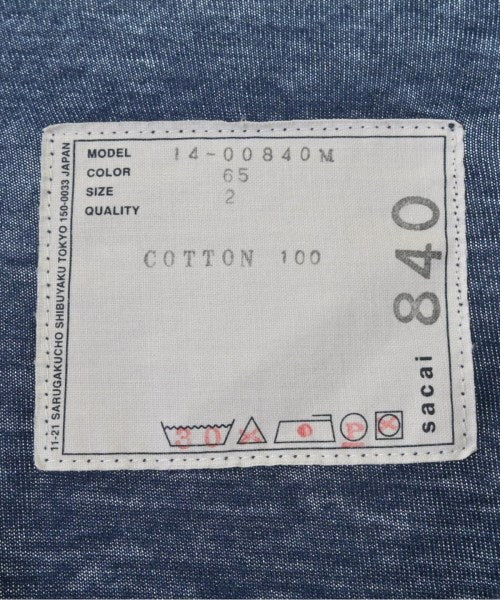 MODEL 14-00840M
COLOR 65
SIZE 2
QUALITY
COTTON 100
30 P
sacai 840
11-21 SARUGAKUCHO SHIBUYAKU TOKYO 150-0033 JAPAN